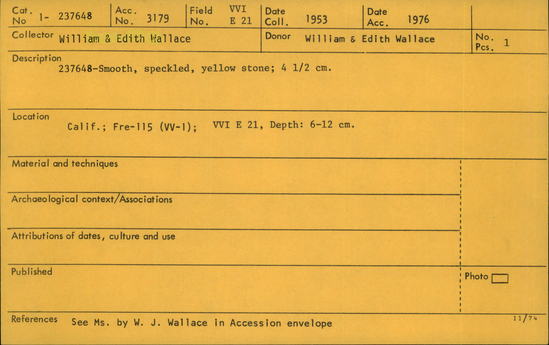 Cat. No 1- 237648 Acc. No. 3179 Field No. VVI E 21 Date Coll. 1953 Date Acc. 1976
Collector William & Edith Wallace Donor William & Edith Wallace No. Pcs. 1
Description
237648-Smooth, speckled, yellow stone; 4 1/2 cm.
Location
Calif.; Fre-115 (VV-1); VVI E 21, Depth: 6-12 cm.
Material and techniques
Archaeological context/Associations
Attributions of dates, culture and use
Published Photo
References See Ms. by W. J. Wallace in Accession envelope 11/74